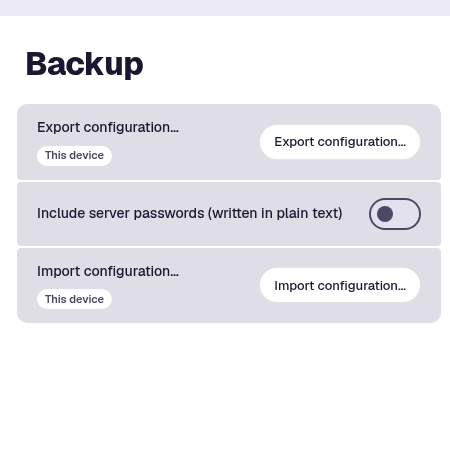 Backup
Export configuration...
This device
Export configuration...
Include server passwords (written in plain text)
Import configuration...
This device
Import configuration...